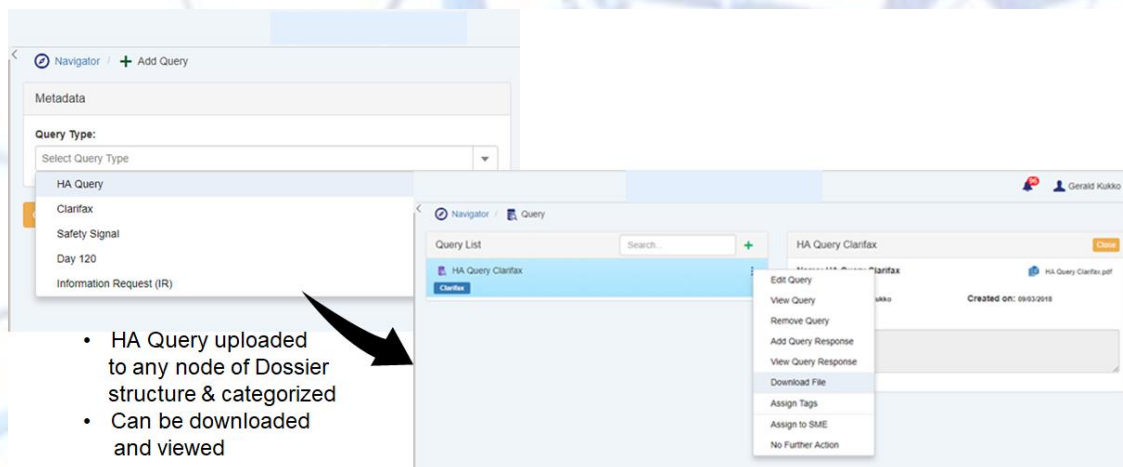 Navigator / + Add Query
Metadata
Query Type:
Select Query Type
HA Query
Clarifax
Safety Signal
Day 120
Information Request (IR)
• HA Query uploaded
to any node of Dossier
structure & categorized
• Can be downloaded
and viewed
Gerald Kukko
Navigator / Query
Query List
Search...
+
HA Query Clarifax
Clarifax
Edit Query
View Query
Remove Query
Add Query Response
View Query Response
Download File
Assign Tags
Assign to SME
No Further Action
HA Query Clarifax
Close
HA Query Clarifax.pdf
Created on: 09/03/2018